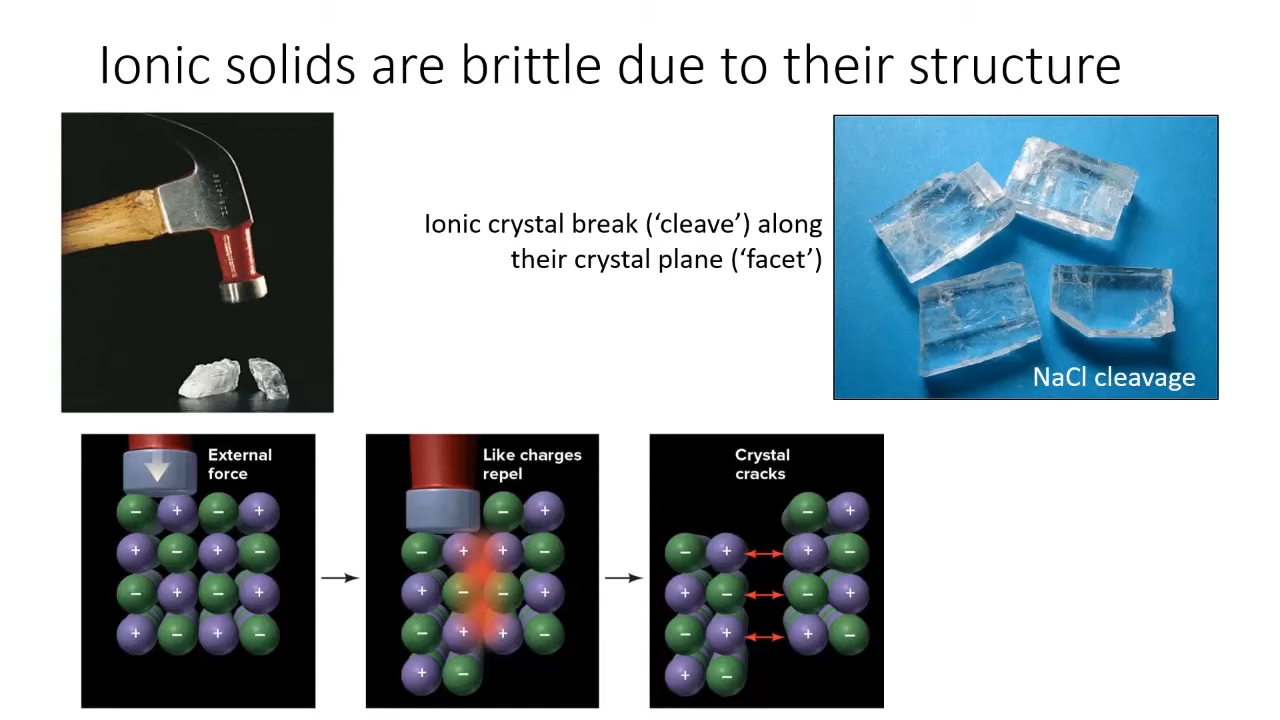 Ionic solids are brittle due to their structure
Ionic crystal break (‘cleave’) along
their crystal plane (‘facet’)
NaCl cleavage
External
force
− + − +
+ − + −
− + − +
+ − + −
Like charges
repel
− +
− + + −
+ − − +
− + + −
+ −
Crystal
cracks
− +
− + + −
+ − − +
− + + −
+ −